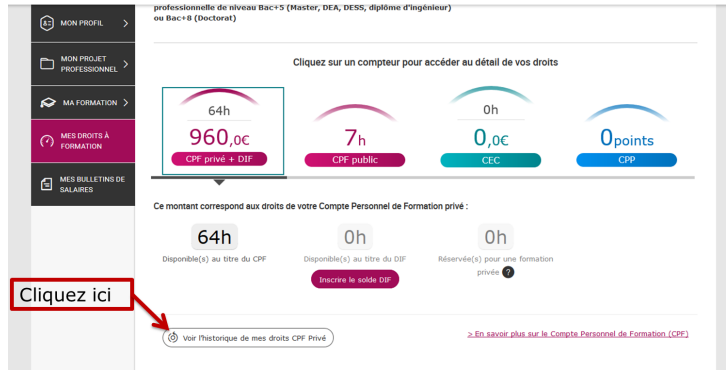 professionnelle de niveau Bac+5 (Master, DEA, DESS, diplôme d'ingénieur)
ou Bac+8 (Doctorat)
MON PROFIL
MON PROJET
PROFESSIONNEL
MA FORMATION
MES DROITS À
FORMATION
MES BULLETINS DE
SALAIRES
Cliquez sur un compteur pour accéder au détail de vos droits
64h
960,0€
CPF privé + DIF
7h
CPF public
0h
0,0€
CEC
0points
CPP
Ce montant correspond aux droits de votre Compte Personnel de Formation privé :
64h
Disponible(s) au titre du CPF
0h
Disponible(s) au titre du DIF
Inscrire le solde DIF
0h
Réservée(s) pour une formation
privée ?
Cliquez ici
Voir l'historique de mes droits CPF Privé
> En savoir plus sur le Compte Personnel de Formation (CPF)